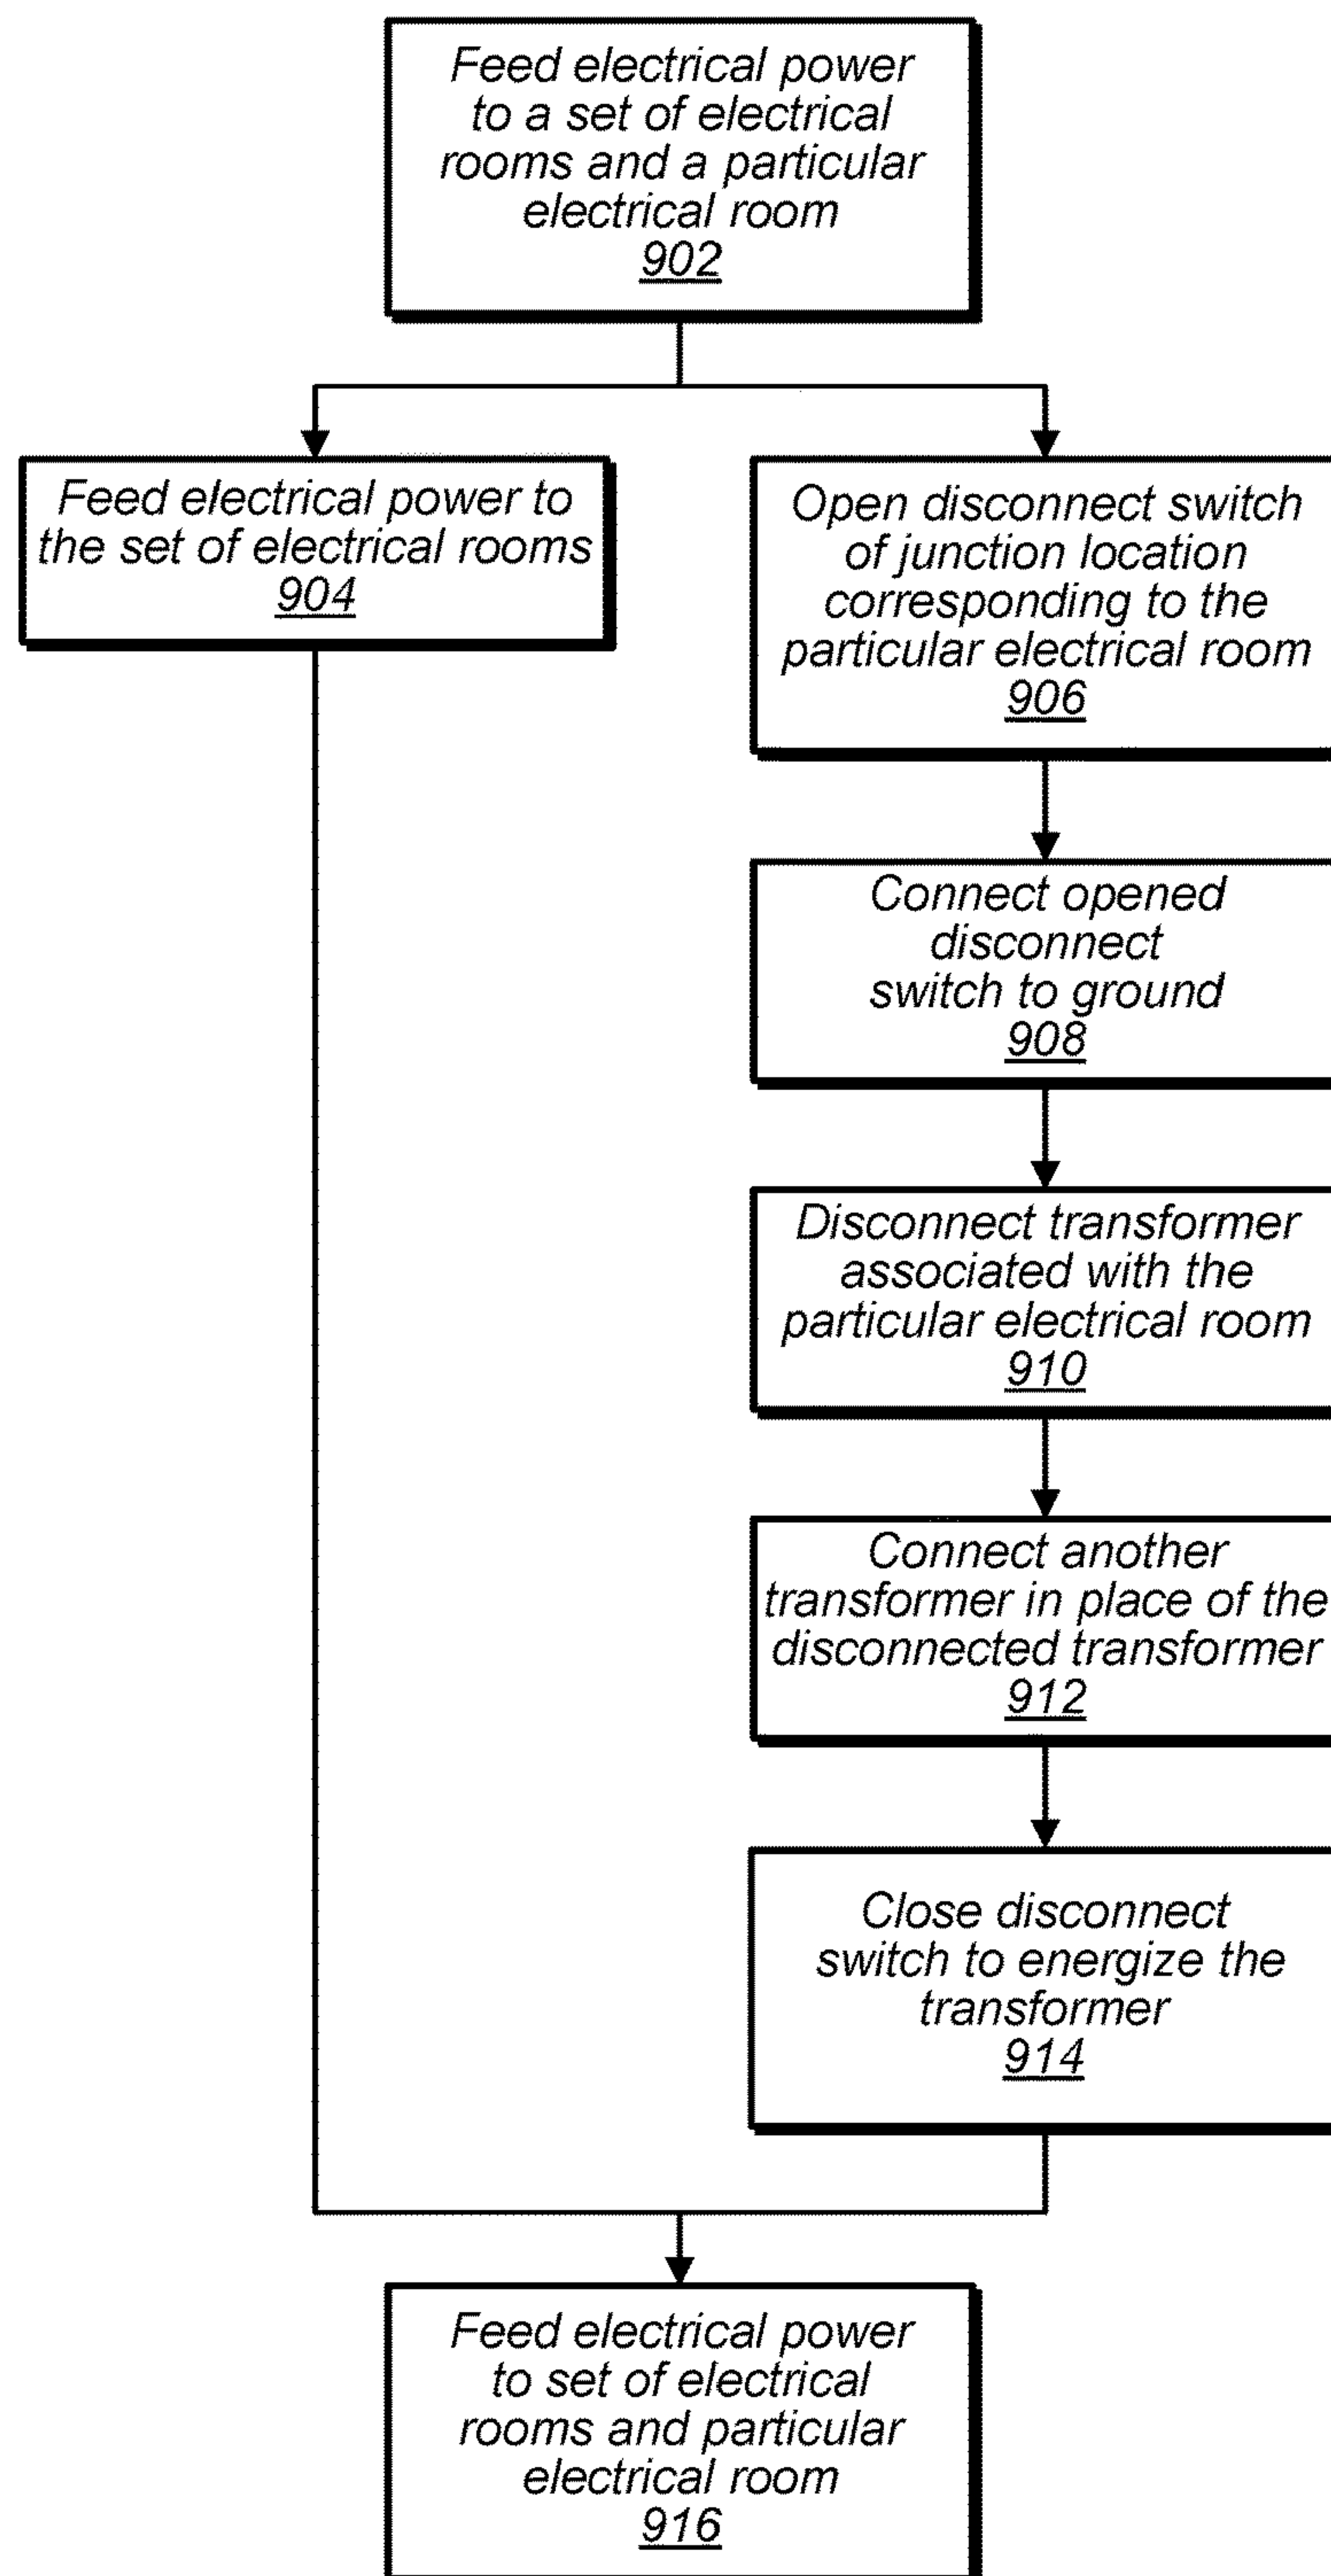 Feed electrical power
to a set of electrical
rooms and a particular
electrical room
902
Feed electrical power to
the set of electrical rooms
904
Open disconnect switch
of junction location
corresponding to the
particular electrical room
906
Connect opened
disconnect
switch to ground
908
Disconnect transformer
associated with the
particular electrical room
910
Connect another
transformer in place of the
disconnected transformer
912
Close disconnect
switch to energize the
transformer
914
Feed electrical power
to set of electrical
rooms and particular
electrical room
916